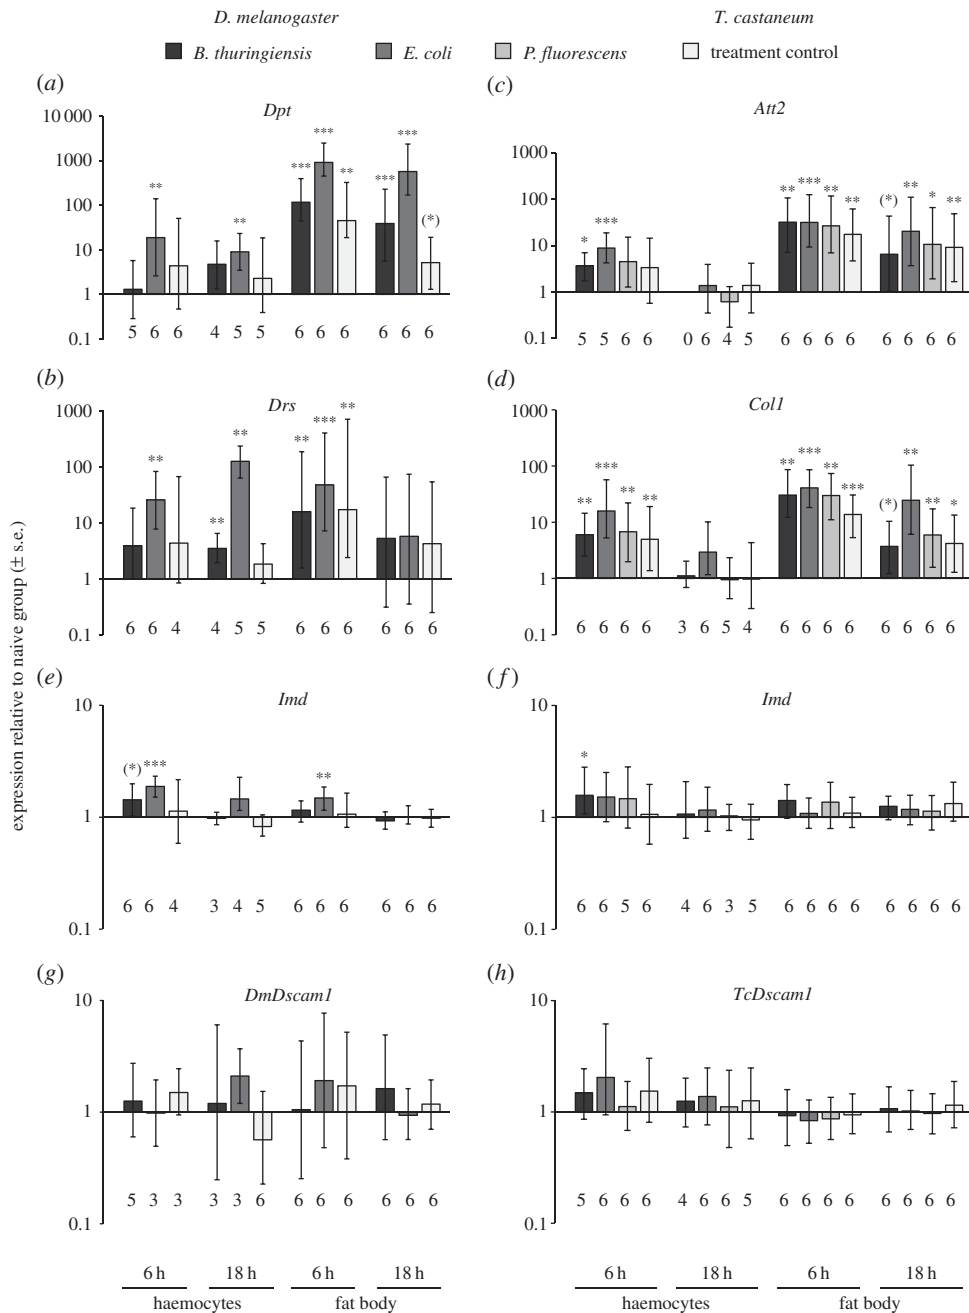 D. melanogaster T. castaneum
B. thuringiensis E. coli P. fluorescens treatment control
expression relative to naive group (± s.e.)
(a)
Dpt
10 000
1000
100
10
1
0.1
** ** *** *** ** *** *** (*)
5 6 6 4 5 5 6 6 6 6 6 6
(c)
Att2
1000
100
10
1
0.1
* *** ** *** ** ** (*) ** * **
5 5 6 6 0 6 4 5 6 6 6 6 6 6 6 6
(b)
Drs
1000
100
10
1
0.1
** ** ** ** *** **
6 6 4 4 5 5 6 6 6 6 6 6
(d)
Col1
1000
100
10
1
0.1
** *** ** ** ** *** ** *** (*) ** ** *
6 6 6 6 3 6 5 4 6 6 6 6 6 6 6 6
(e)
Imd
10
1
0.1
(*) *** **
6 6 4 3 4 5 6 6 6 6 6 6
(f)
Imd
10
1
0.1
*
6 6 5 6 4 6 3 5 6 6 6 6 6 6 6 6
(g)
DmDscam1
10
1
0.1
5 3 3 3 3 6 6 6 6 6 6 6
(h)
TcDscam1
10
1
0.1
5 6 6 6 4 6 6 5 6 6 6 6 6 6 6 6
6 h 18 h 6 h 18 h
haemocytes fat body
6 h 18 h 6 h 18 h
haemocytes fat body